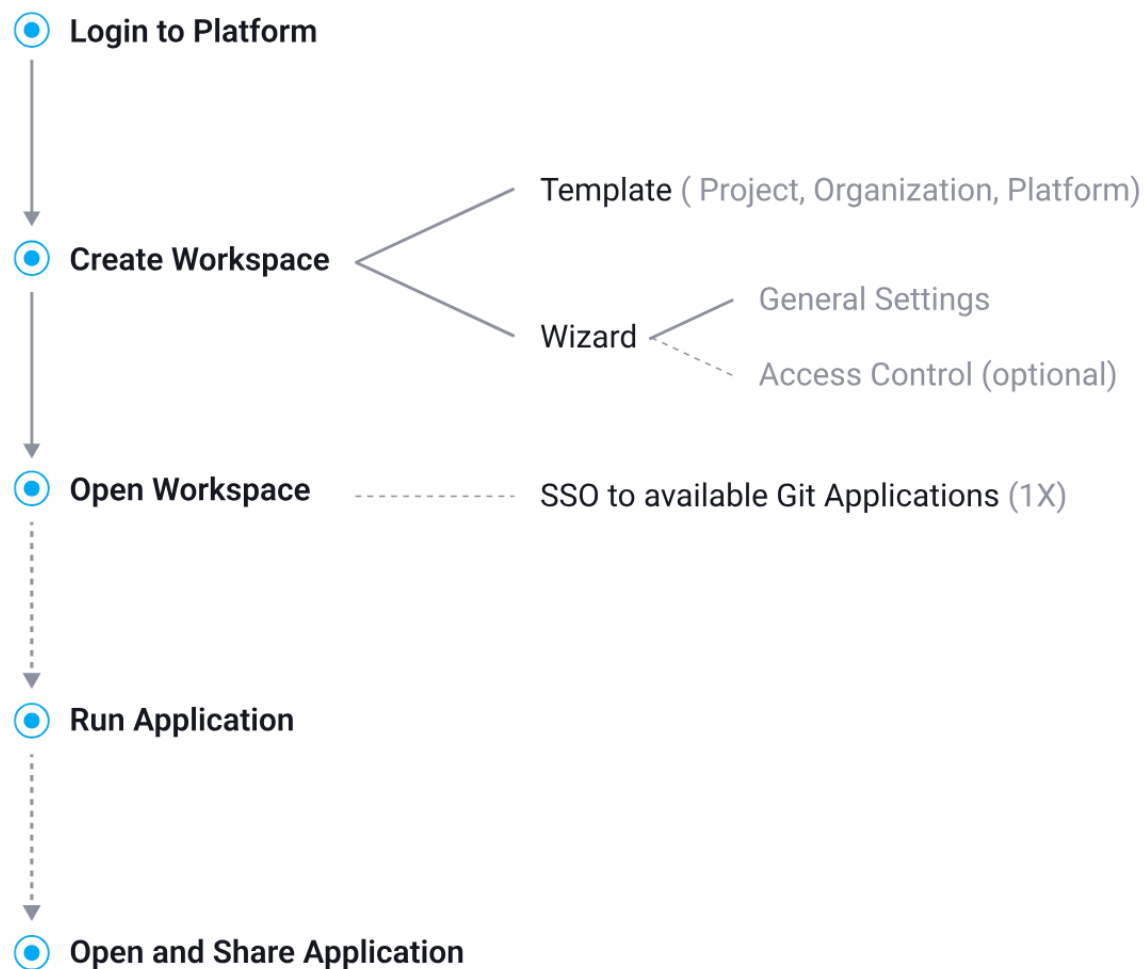 Login to Platform
Template ( Project, Organization, Platform)
Create Workspace
General Settings
Wizard
Access Control (optional)
Open Workspace
SSO to available Git Applications (1X)
Run Application
Open and Share Application